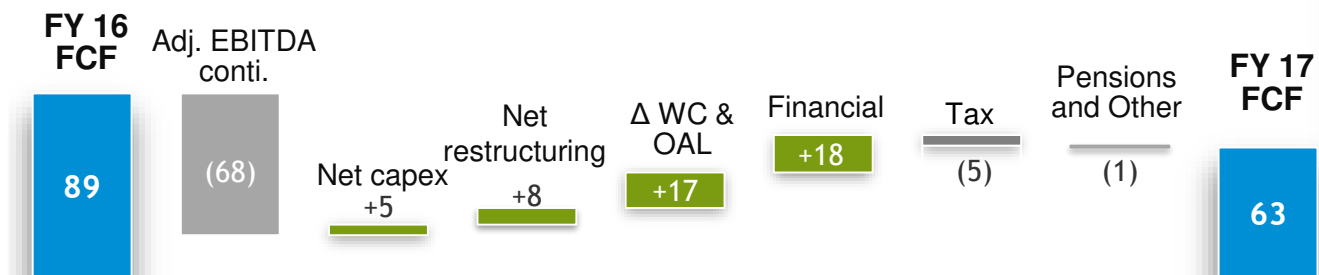 FY 16
FCF
89
Adj. EBITDA
conti.
(68)
Net capex
+5
Net
restructuring
+8
Δ WC &
OAL
+17
Financial
+18
Tax
(5)
Pensions
and Other
(1)
FY 17
FCF
63